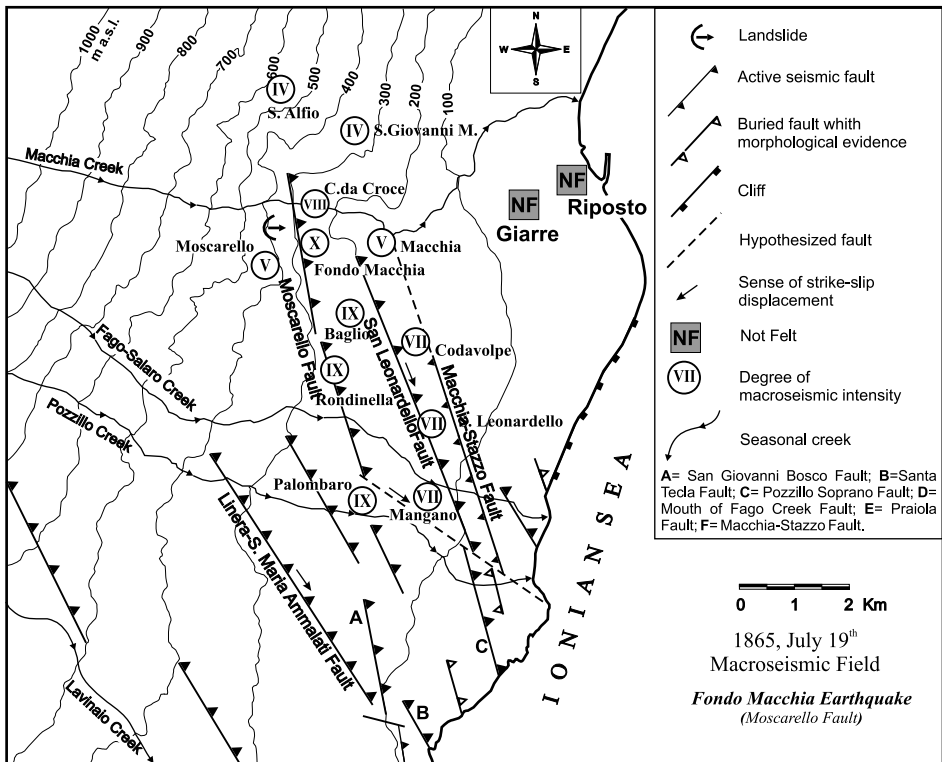 1000
m a.s.l.
900
800
700
600
500
400
300
200
100
N
W E
S
IV
S. Alfio
IV
S.Giovanni M.
Macchia Creek
C.da Croce
VIII
NF
Riposto
NF
Giarre
X
V
Macchia
Moscarello
V
Fondo Macchia
Moscarello Fault
IX
Baglio
San Leonardello Fault
VII
Codavolpe
Macchia-Stazzo Fault
IX
Rondinella
Fago-Salaro Creek
VII
Leonardello
Pozzillo Creek
Palombaro
IX
VII
Mangano
Linera-S. Maria Ammalati Fault
A
B
C
Lavinaio Creek
IONIAN SEA
Landslide
Active seismic fault
Buried fault whith
morphological evidence
Cliff
Hypothesized fault
Sense of strike-slip
displacement
NF
Not Felt
VII
Degree of
macroseismic intensity
Seasonal creek
A= San Giovanni Bosco Fault; B=Santa
Tecla Fault; C= Pozzillo Soprano Fault; D=
Mouth of Fago Creek Fault; E= Praiola
Fault; F= Macchia-Stazzo Fault.
0 1 2 Km
1865, July 19th
Macroseismic Field
Fondo Macchia Earthquake
(Moscarello Fault)